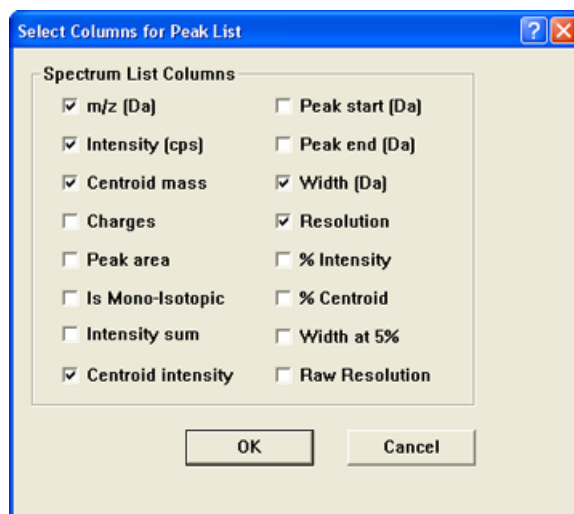 Select Columns for Peak List
Spectrum List Columns
m/z (Da)
Peak start (Da)
Intensity (cps)
Peak end (Da)
Centroid mass
Width (Da)
Charges
Resolution
Peak area
% Intensity
Is Mono-Isotopic
% Centroid
Intensity sum
Width at 5%
Centroid intensity
Raw Resolution
OK
Cancel